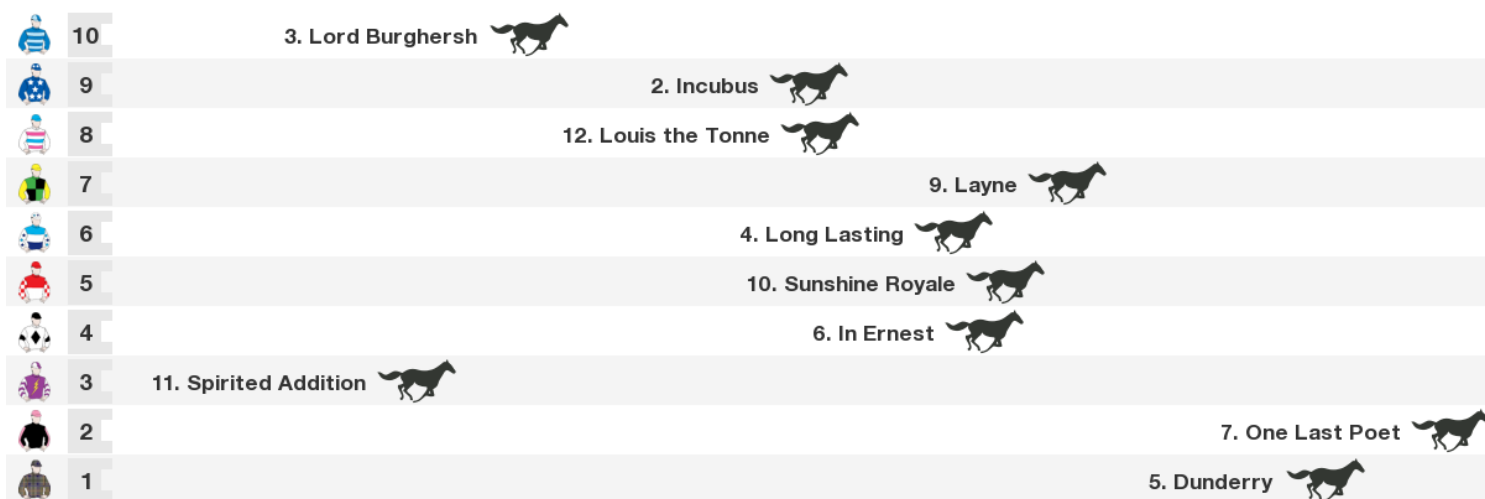 10 3. Lord Burghersh
9 2. Incubus
8 12. Louis the Tonne
7 9. Layne
6 4. Long Lasting
5 10. Sunshine Royale
4 6. In Ernest
3 11. Spirited Addition
2 7. One Last Poet
1 5. Dunderry